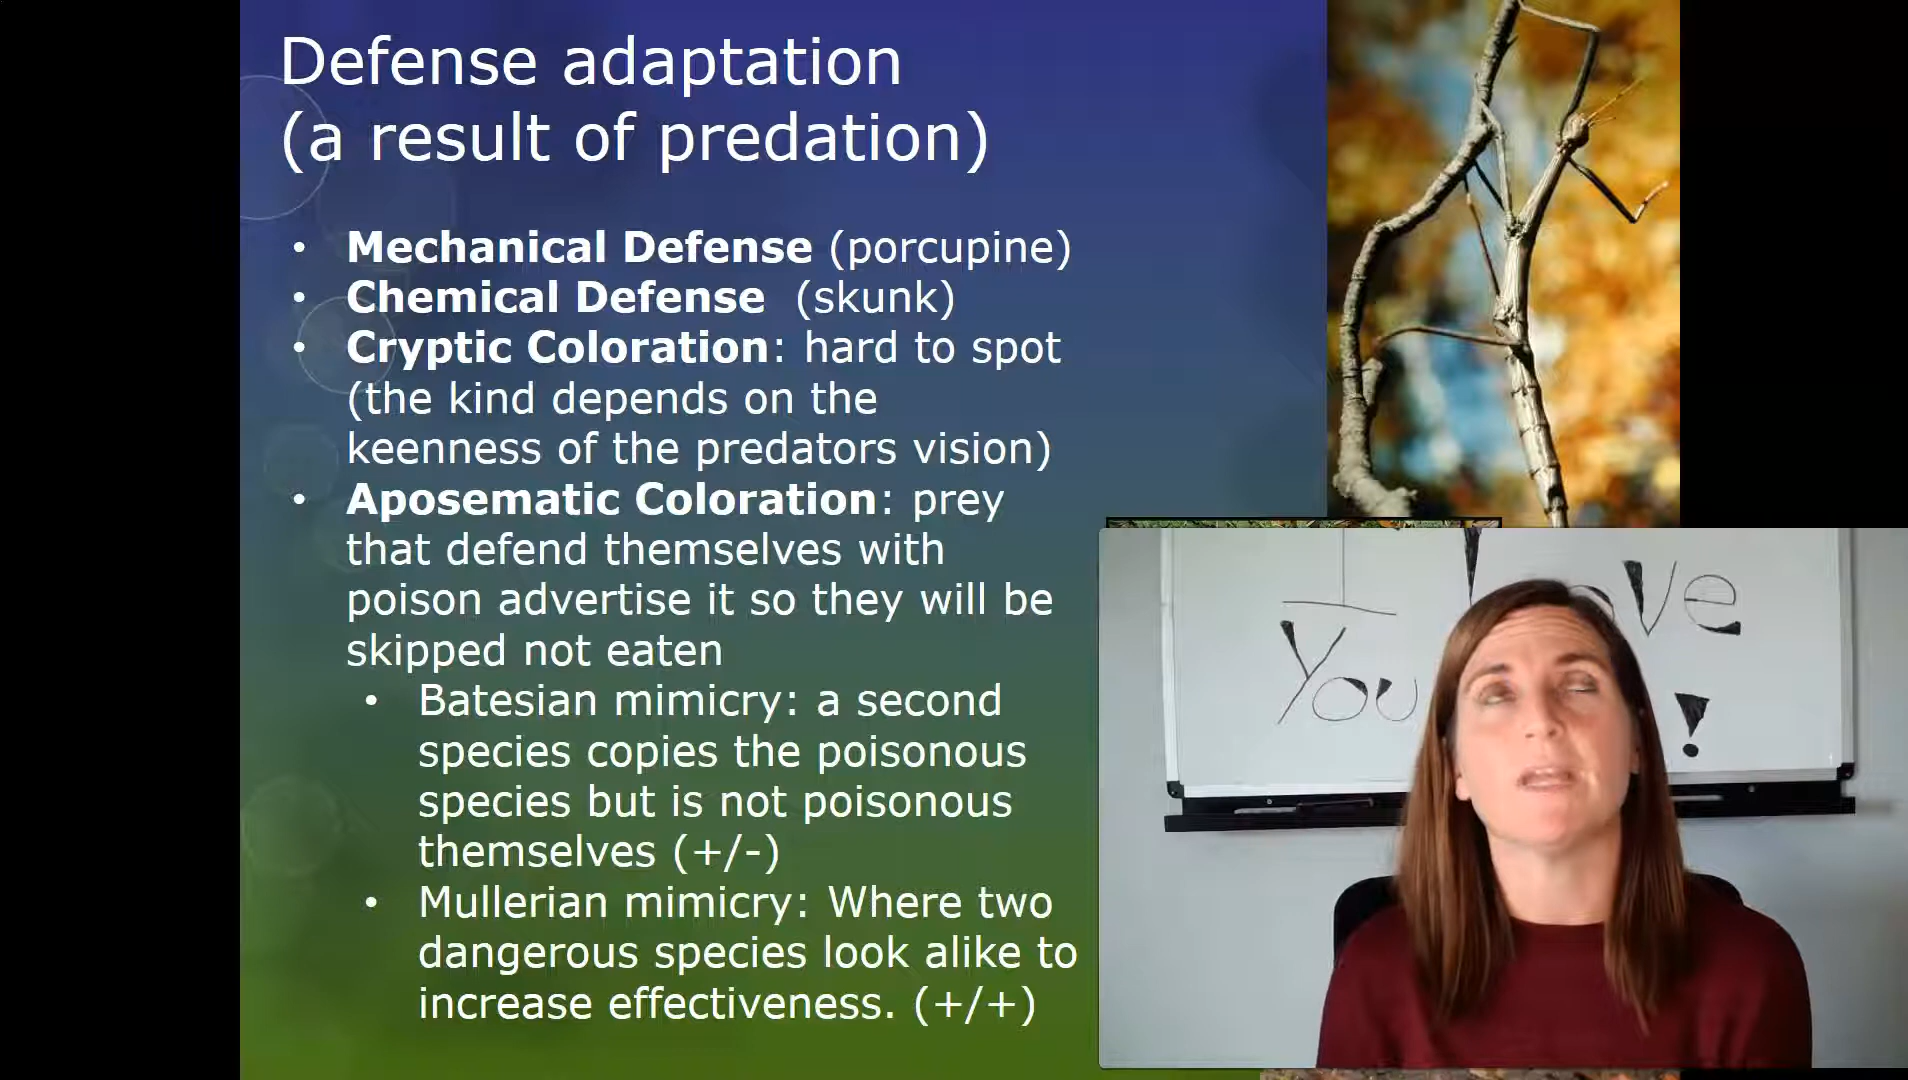 Defense adaptation
(a result of predation)
• Mechanical Defense (porcupine)
• Chemical Defense (skunk)
• Cryptic Coloration: hard to spot
(the kind depends on the
keenness of the predators vision)
• Aposematic Coloration: prey
that defend themselves with
poison advertise it so they will be
skipped not eaten
• Batesian mimicry: a second
species copies the poisonous
species but is not poisonous
themselves (+/-)
• Mullerian mimicry: Where two
dangerous species look alike to
increase effectiveness. (+/+)
I Love
You !